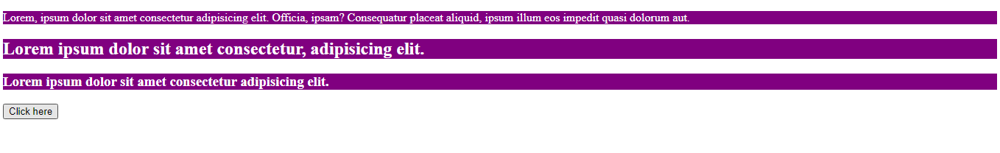 Lorem, ipsum dolor sit amet consectetur adipisicing elit. Officia, ipsam? Consequatur placeat aliquid, ipsum illum eos impedit quasi dolorum aut.
Lorem ipsum dolor sit amet consectetur, adipisicing elit.
Lorem ipsum dolor sit amet consectetur adipisicing elit.
Click here